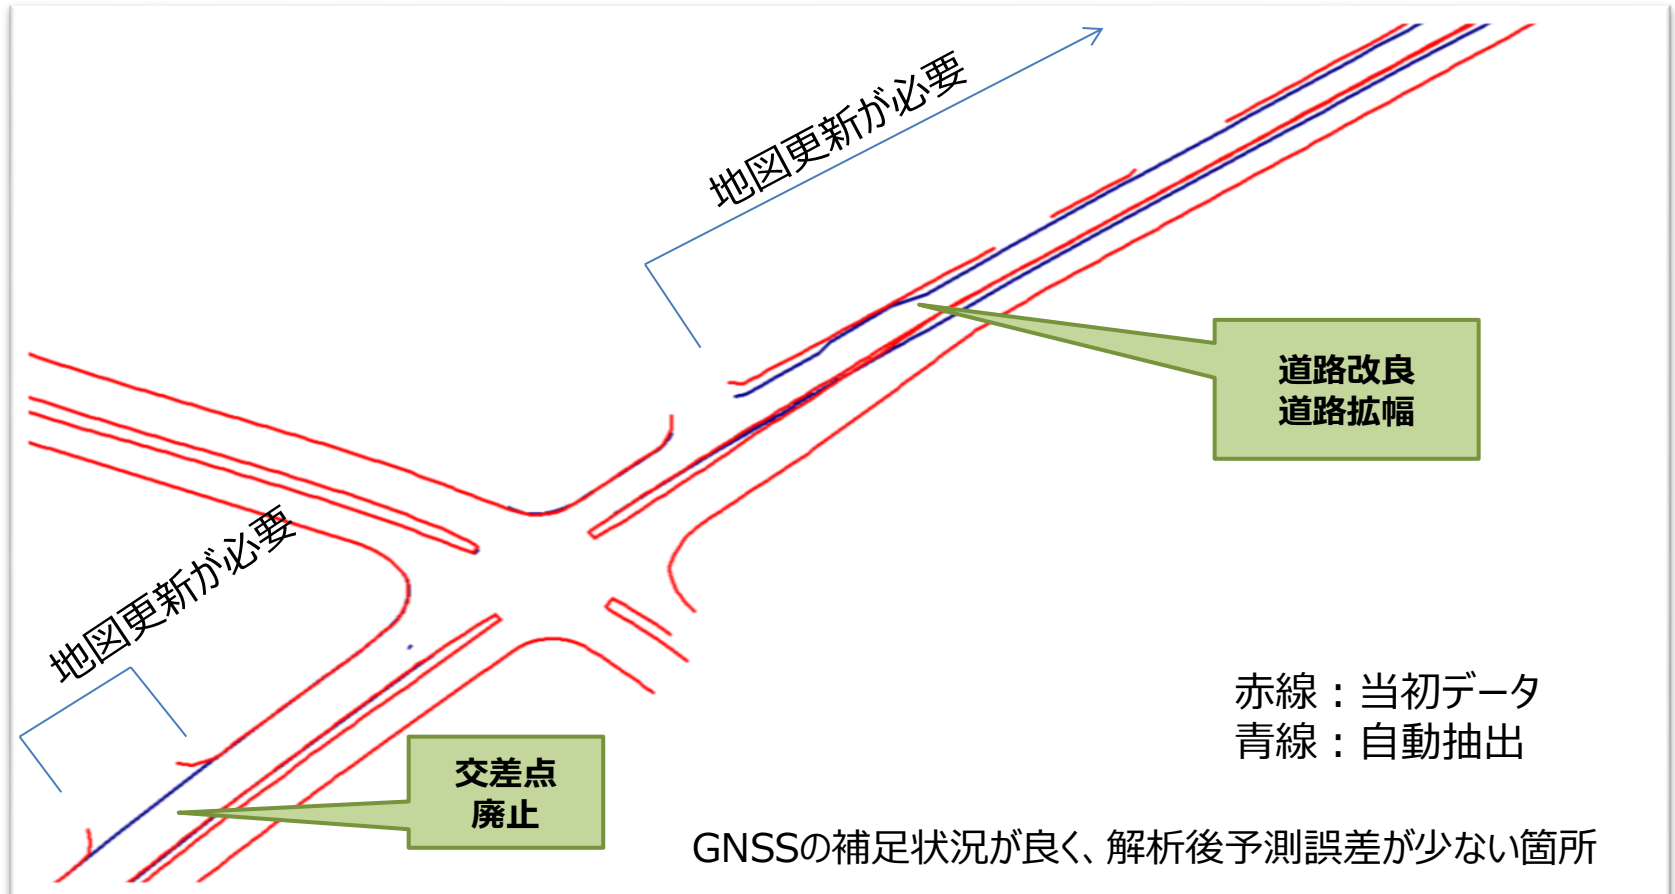 地図更新が必要
道路改良
道路拡幅
地図更新が必要
赤線：当初データ
青線：自動抽出
交差点
廃止
GNSSの補足状況が良く、解析後予測誤差が少ない箇所